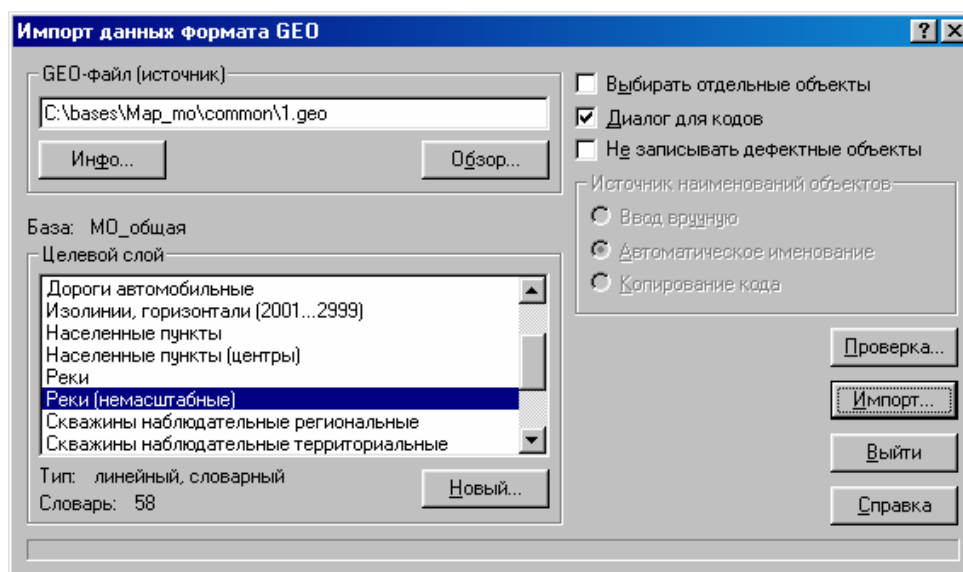 Импорт данных формата GEO
GEO-файл (источник)
C:\bases\Map_mo\common\1.geo
Инфо...
Обзор...
База: МО_общая
Целевой слой
Дороги автомобильные
Изолинии, горизонтали (2001...2999)
Населенные пункты
Населенные пункты (центры)
Реки
Реки (немасштабные)
Скважины наблюдательные региональные
Скважины наблюдательные территориальные
Тип: линейный, словарный
Словарь: 58
Новый...
Выбирать отдельные объекты
Диалог для кодов
Не записывать дефектные объекты
Источник наименований объектов
Ввод вручную
Автоматическое именование
Копирование кода
Проверка...
Импорт...
Выйти
Справка